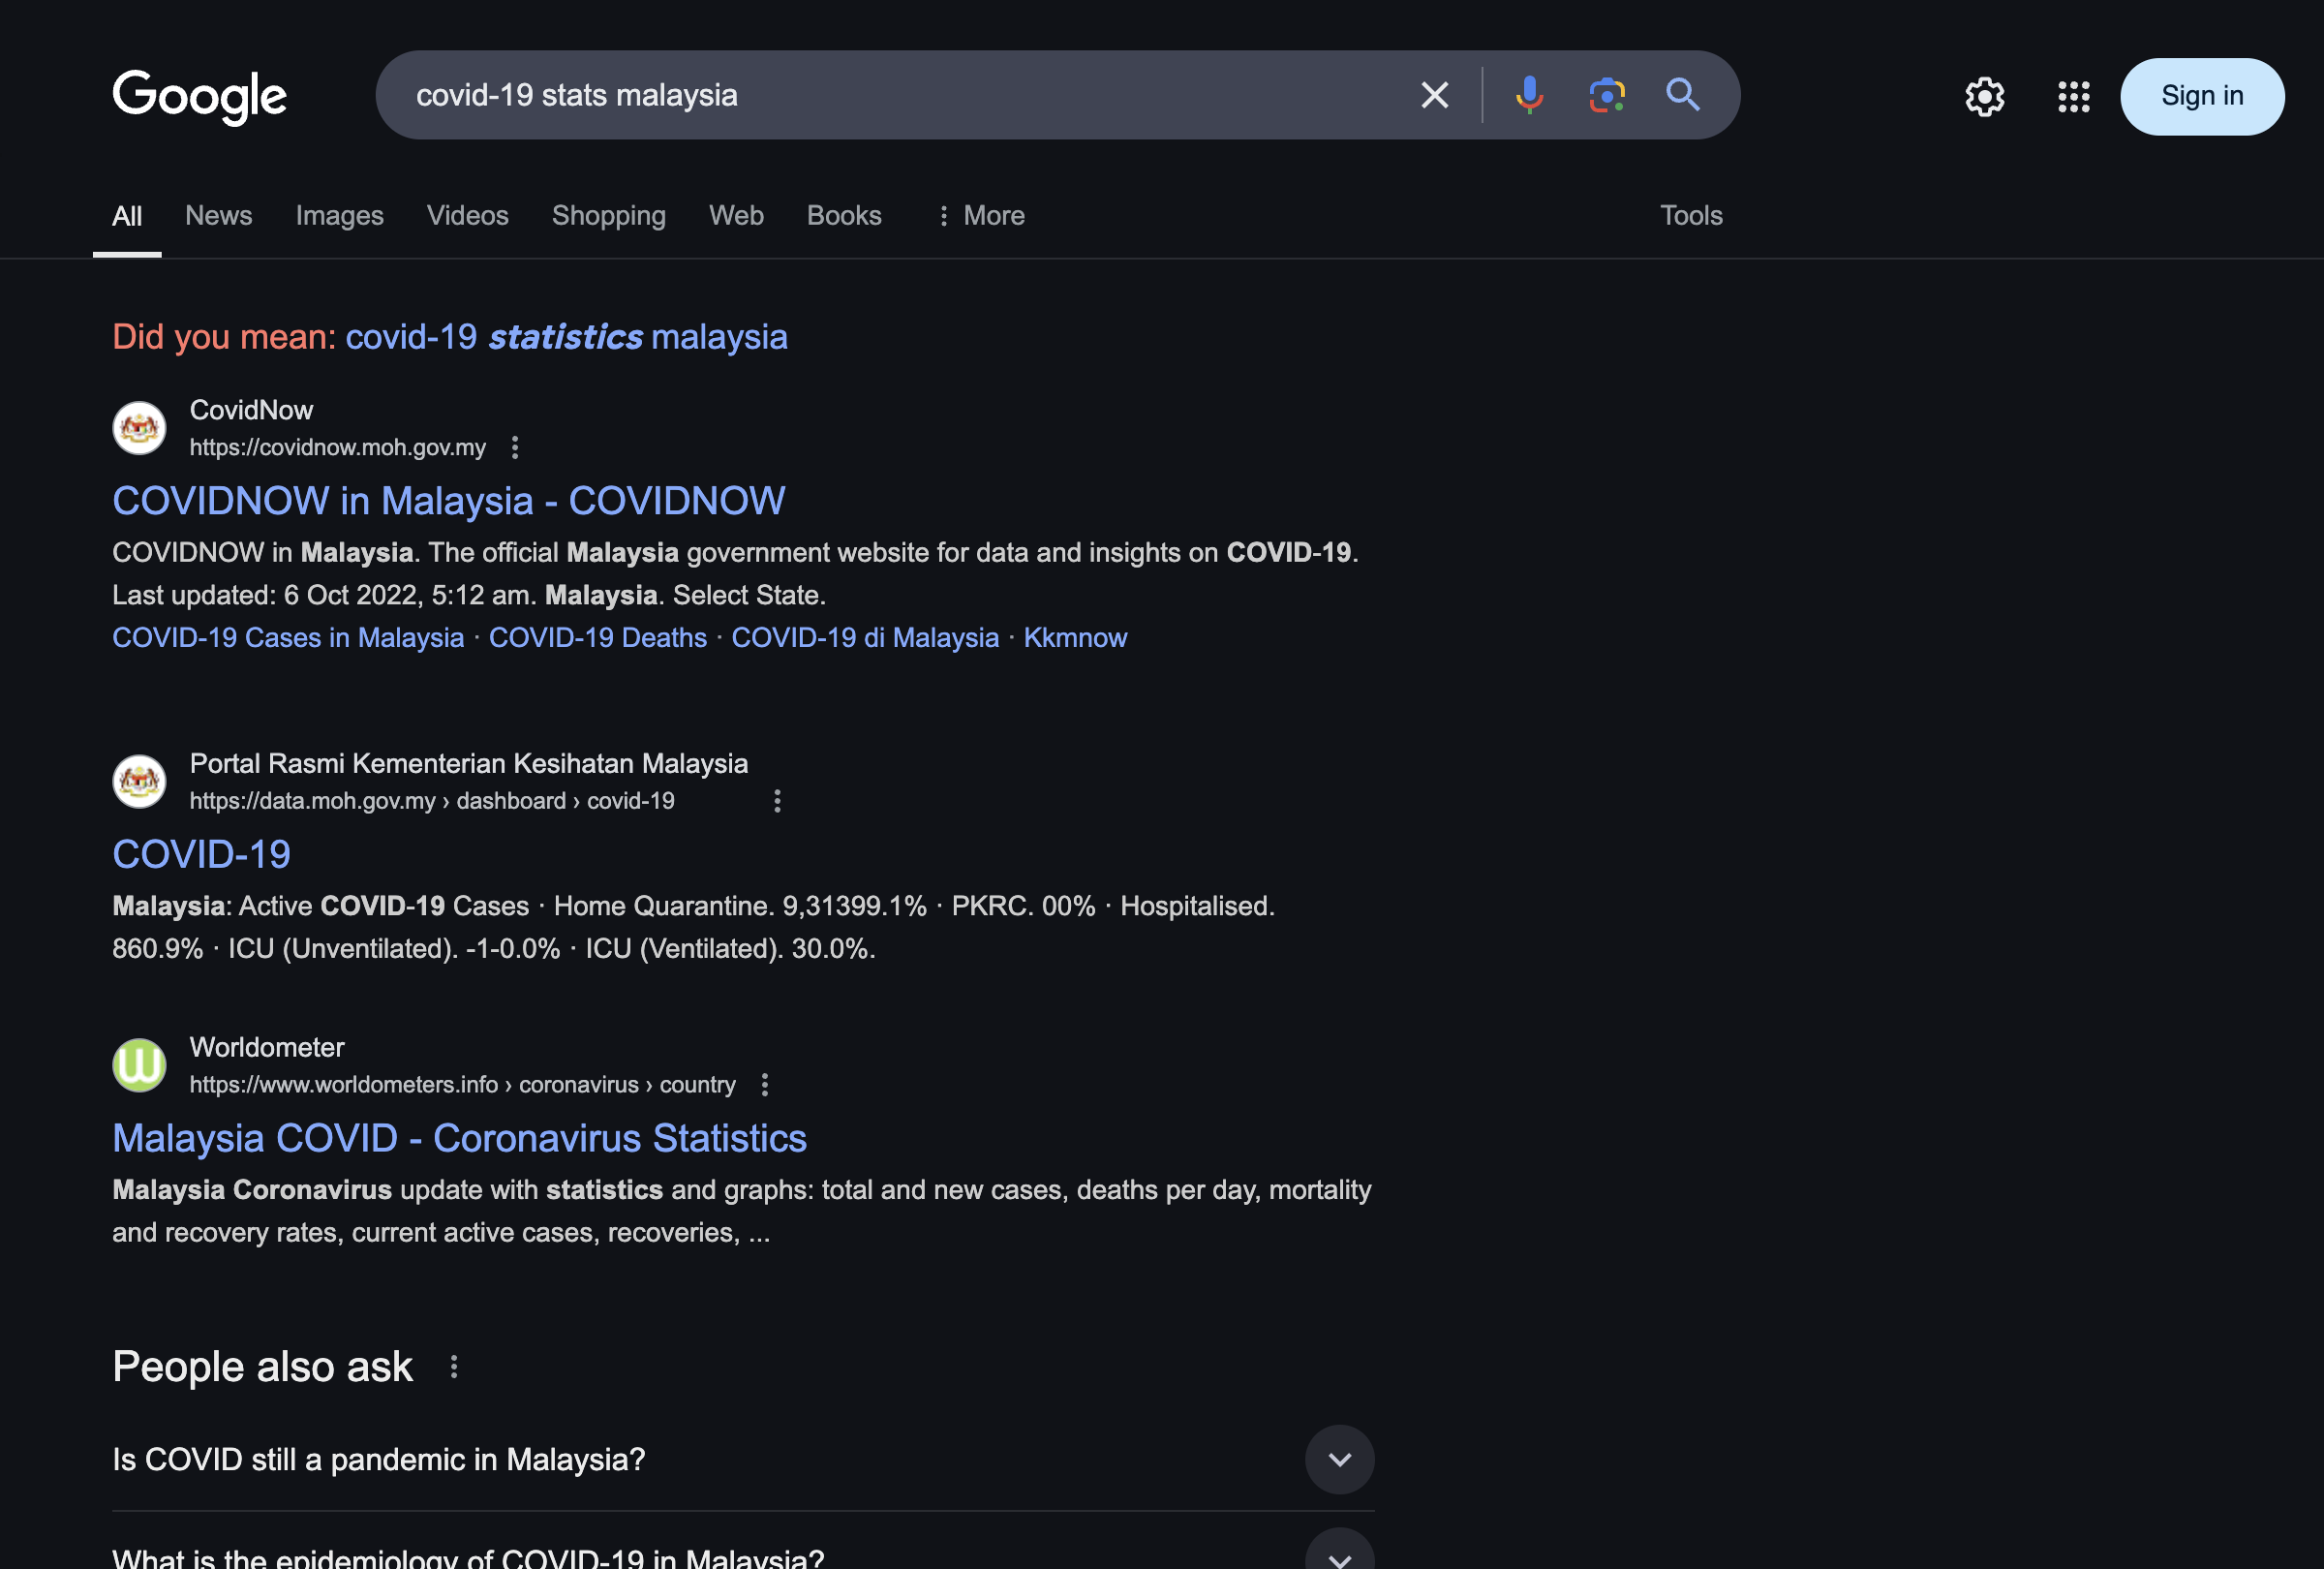 Google
covid-19 stats malaysia
Sign in
All News Images Videos Shopping Web Books More Tools
Did you mean: covid-19 statistics malaysia
CovidNow
https://covidnow.moh.gov.my
COVIDNOW in Malaysia - COVIDNOW
COVIDNOW in Malaysia. The official Malaysia government website for data and insights on COVID-19.
Last updated: 6 Oct 2022, 5:12 am. Malaysia. Select State.
COVID-19 Cases in Malaysia · COVID-19 Deaths · COVID-19 di Malaysia · Kkmnow
Portal Rasmi Kementerian Kesihatan Malaysia
https://data.moh.gov.my › dashboard › covid-19
COVID-19
Malaysia: Active COVID-19 Cases · Home Quarantine. 9,31399.1% · PKRC. 00% · Hospitalised.
860.9% · ICU (Unventilated). -1-0.0% · ICU (Ventilated). 30.0%.
W
Worldometer
https://www.worldometers.info › coronavirus › country
Malaysia COVID - Coronavirus Statistics
Malaysia Coronavirus update with statistics and graphs: total and new cases, deaths per day, mortality
and recovery rates, current active cases, recoveries, ...
People also ask
Is COVID still a pandemic in Malaysia?
What is the epidemiology of COVID-19 in Malaysia?